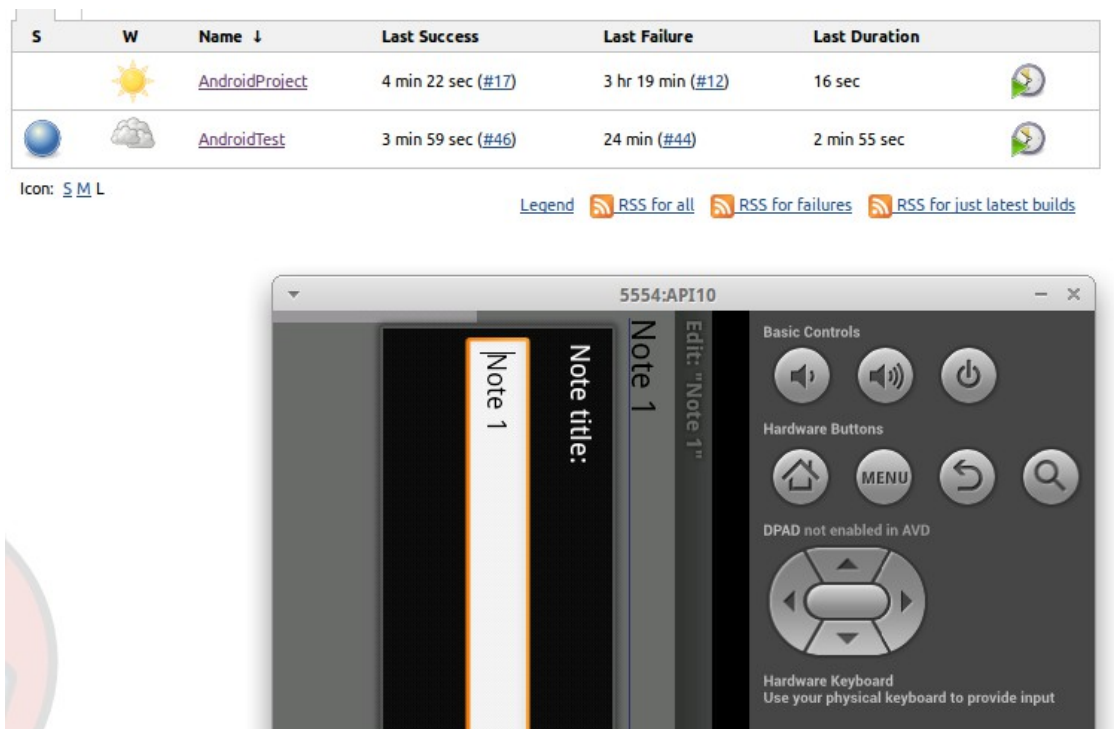 S W Name ↓ Last Success Last Failure Last Duration
AndroidProject 4 min 22 sec (#17) 3 hr 19 min (#12) 16 sec
AndroidTest 3 min 59 sec (#46) 24 min (#44) 2 min 55 sec
Icon: S M L
Legend RSS for all RSS for failures RSS for just latest builds
5554:API10
Edit: "Note 1"
Note 1
Note title:
Note 1
Basic Controls
Hardware Buttons
MENU
DPAD not enabled in AVD
Hardware Keyboard
Use your physical keyboard to provide input